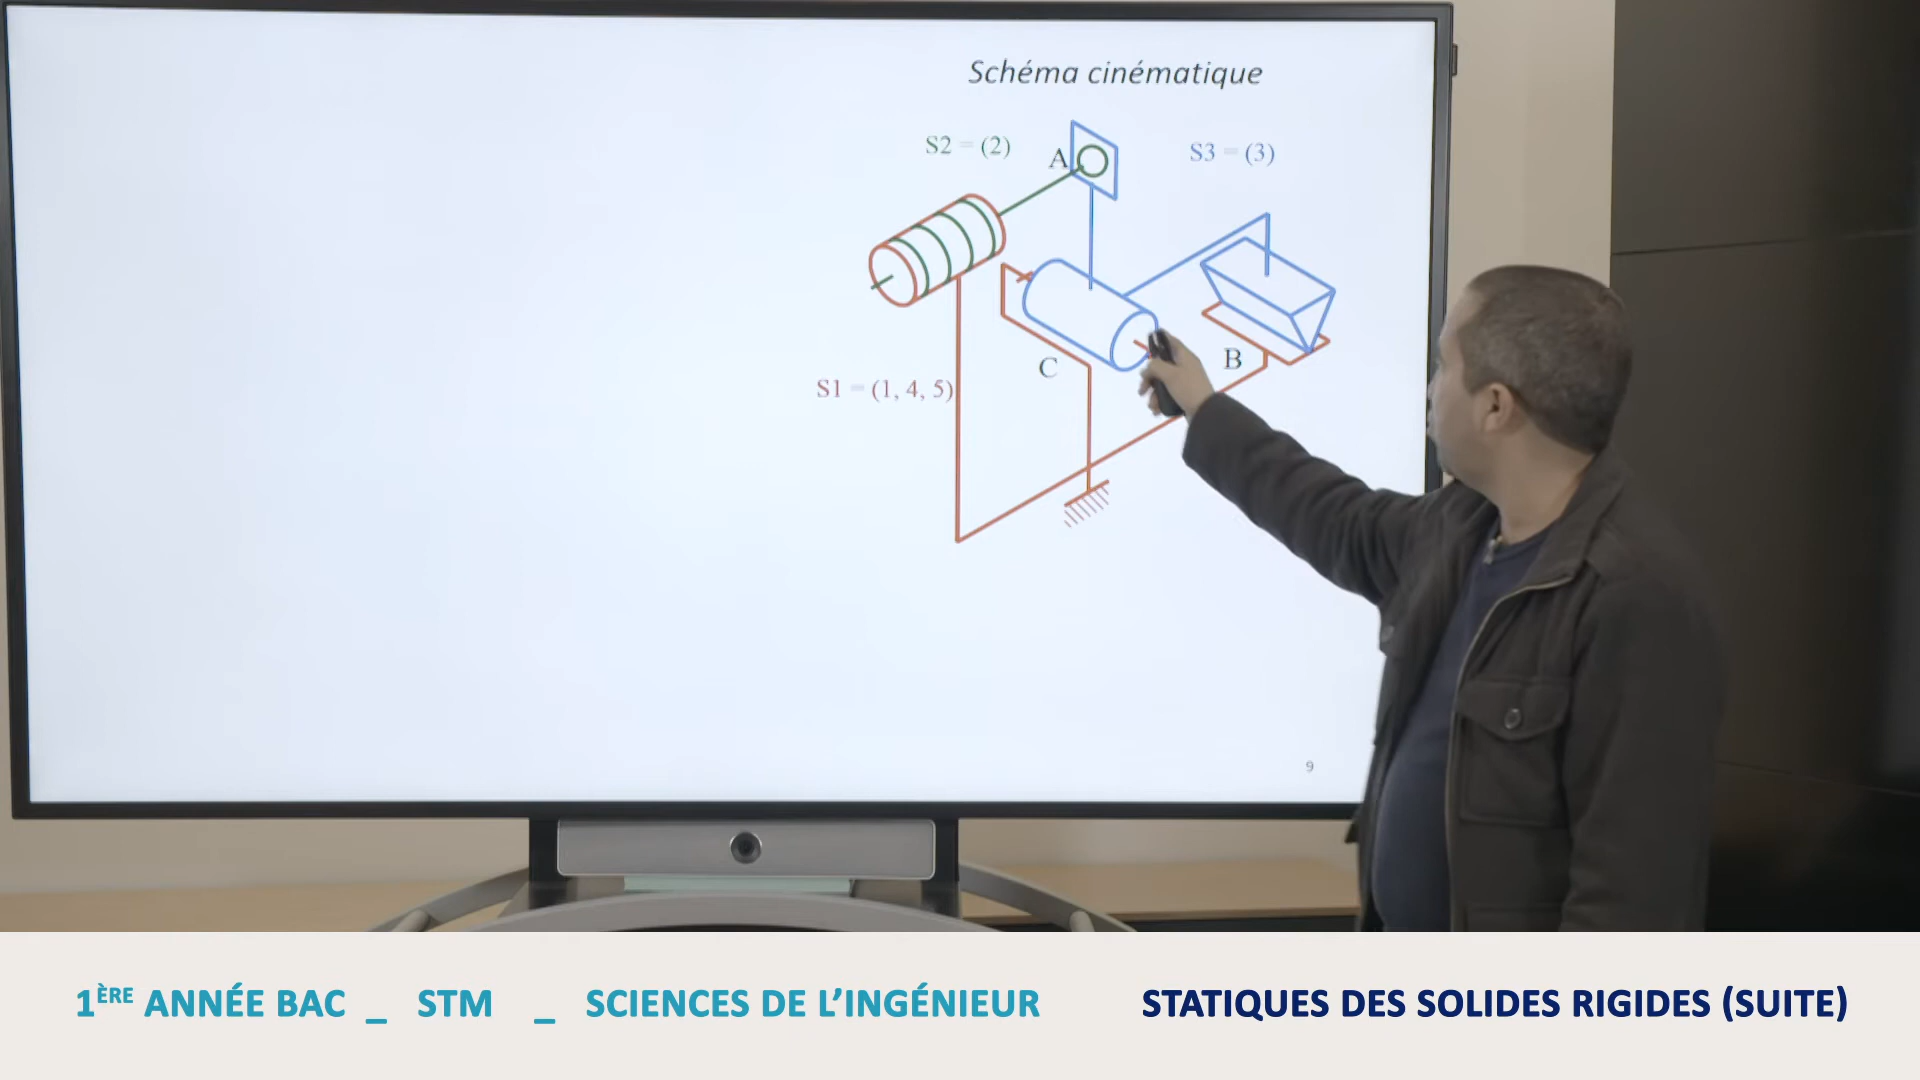 Schéma cinématique
S2 = (2)
A
S3 = (3)
C
B
S1 = (1, 4, 5)
9
1ÈRE ANNÉE BAC _ STM _ SCIENCES DE L’INGÉNIEUR
STATIQUES DES SOLIDES RIGIDES (SUITE)